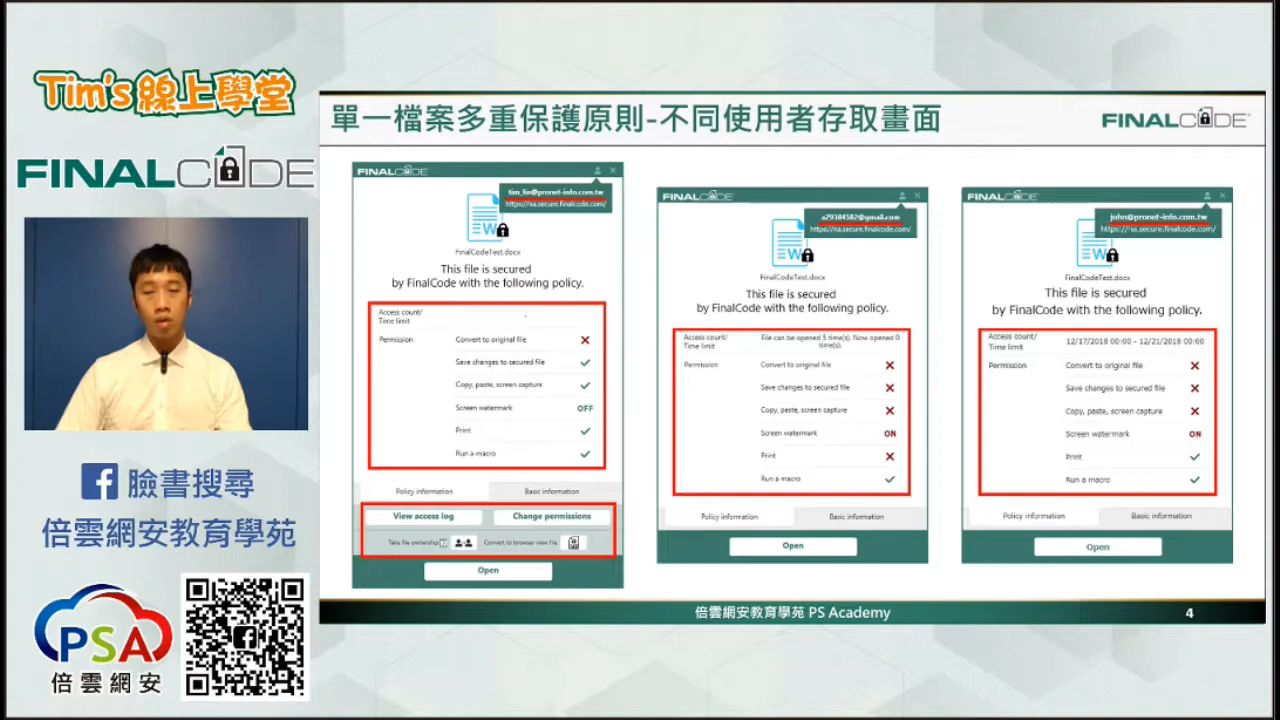 Tim's線上學堂
FINALCODE
臉書搜尋
倍雲網安教育學苑
PSA
倍雲網安
單一檔案多重保護原則-不同使用者存取畫面
FINALCODE
FINALCODE
tim_lin@pronet-info.com.tw
https://na.secure.finalcode.com/
W
FinalCodeTest.docx
This file is secured
by FinalCode with the following policy.
Access count/
Time limit
Permission Convert to original file
Save changes to secured file
Copy, paste, screen capture
Screen watermark OFF
Print
Run a macro
Policy information Basic information
View access log Change permissions
Take file ownership ? Convert to browser view file
Open
FINALCODE
a29384582@gmail.com
https://na.secure.finalcode.com/
W
FinalCodeTest.docx
This file is secured
by FinalCode with the following policy.
Access count/ File can be opened 5 time(s). Now opened 0
Time limit time(s).
Permission Convert to original file
Save changes to secured file
Copy, paste, screen capture
Screen watermark ON
Print
Run a macro
Policy information Basic information
Open
FINALCODE
john@pronet-info.com.tw
https://na.secure.finalcode.com/
W
FinalCodeTest.docx
This file is secured
by FinalCode with the following policy.
Access count/
Time limit 12/17/2018 00:00 - 12/21/2018 00:00
Permission Convert to original file
Save changes to secured file
Copy, paste, screen capture
Screen watermark ON
Print
Run a macro
Policy information Basic information
Open
倍雲網安教育學苑 PS Academy
4